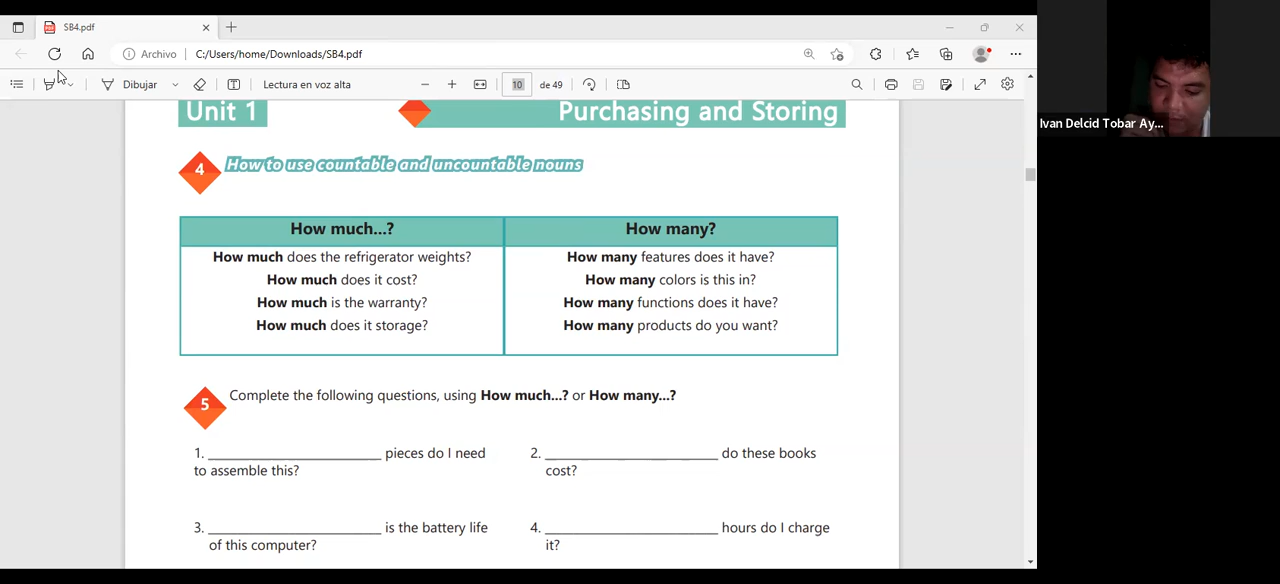 SB4.pdf
Archivo
C:/Users/home/Downloads/SB4.pdf
Dibujar
Lectura en voz alta
10
de 49
Unit 1
Purchasing and Storing
4
How to use countable and uncountable nouns
How much...?
How many?
How much does the refrigerator weights?
How many features does it have?
How much does it cost?
How many colors is this in?
How much is the warranty?
How many functions does it have?
How much does it storage?
How many products do you want?
5
Complete the following questions, using How much...? or How many...?
1. ______________________ pieces do I need
to assemble this?
2. ______________________ do these books
cost?
3. ______________________ is the battery life
of this computer?
4. ______________________ hours do I charge
it?
Ivan Delcid Tobar Ay...